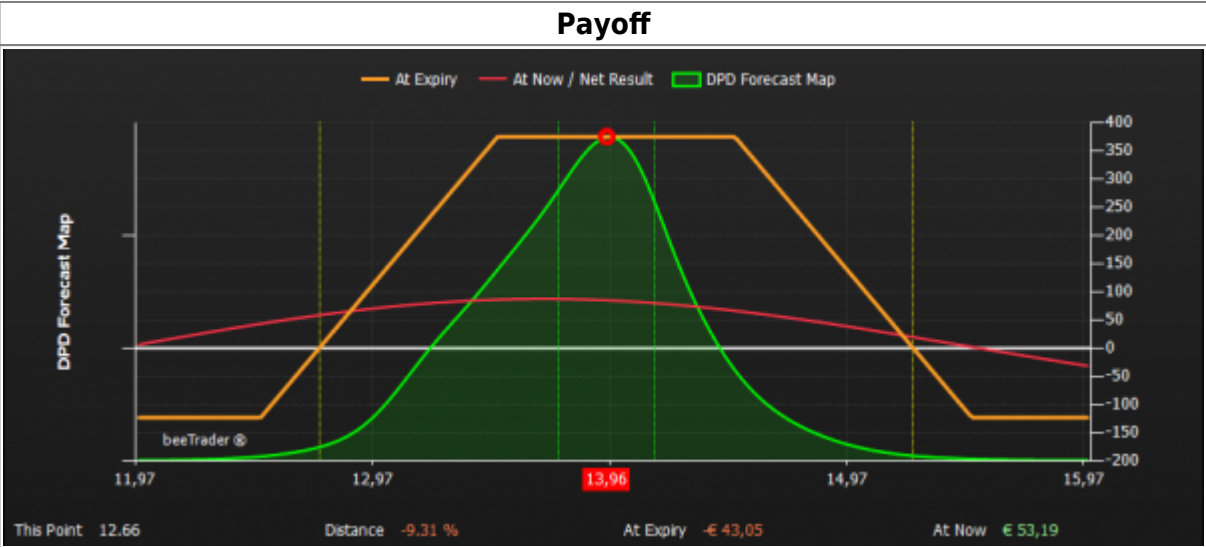 Payoff
At Expiry At Now / Net Result DPD Forecast Map
DPD Forecast Map
400
350
300
250
200
150
100
50
0
-50
-100
-150
-200
beeTrader ®
11,97 12,97 13,96 14,97 15,97
This Point 12.66 Distance -9.31 % At Expiry -€ 43,05 At Now € 53,19